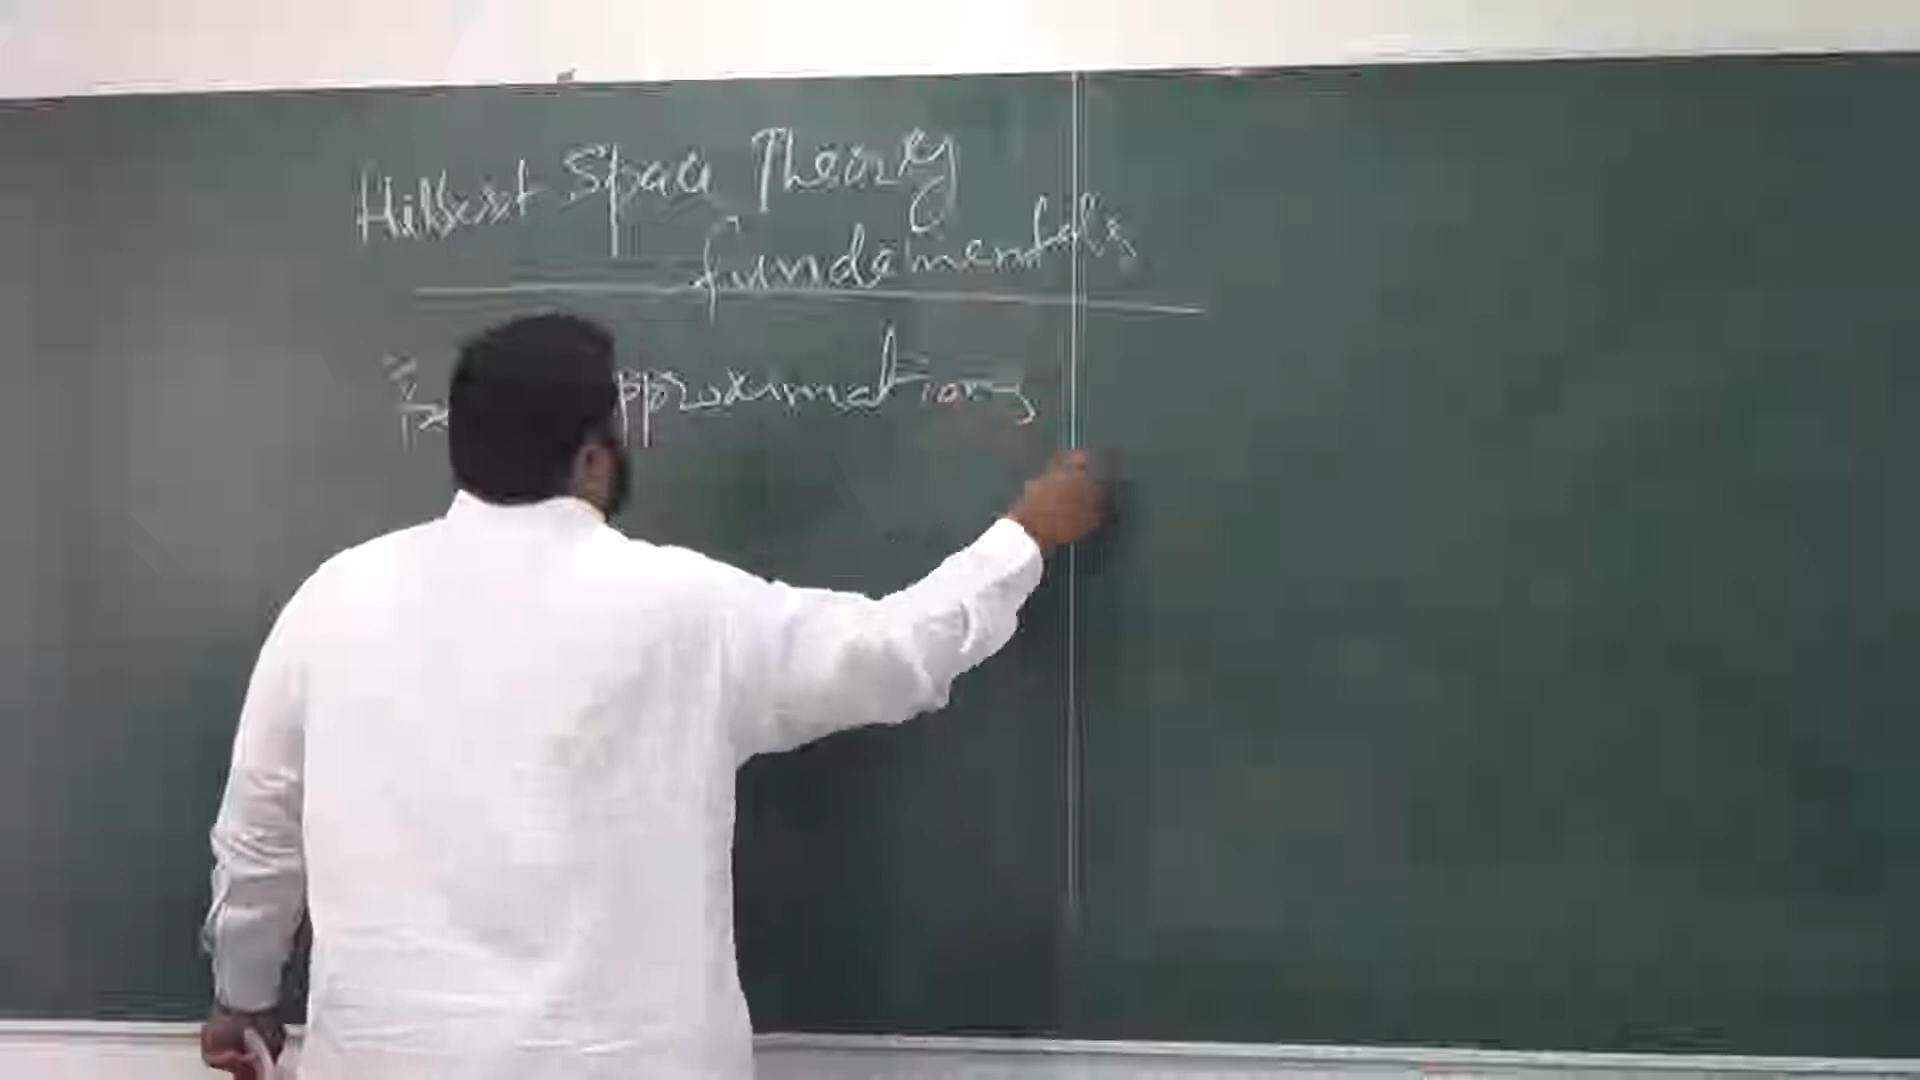 Hilbert Space Theory
fundamentals
pproximations